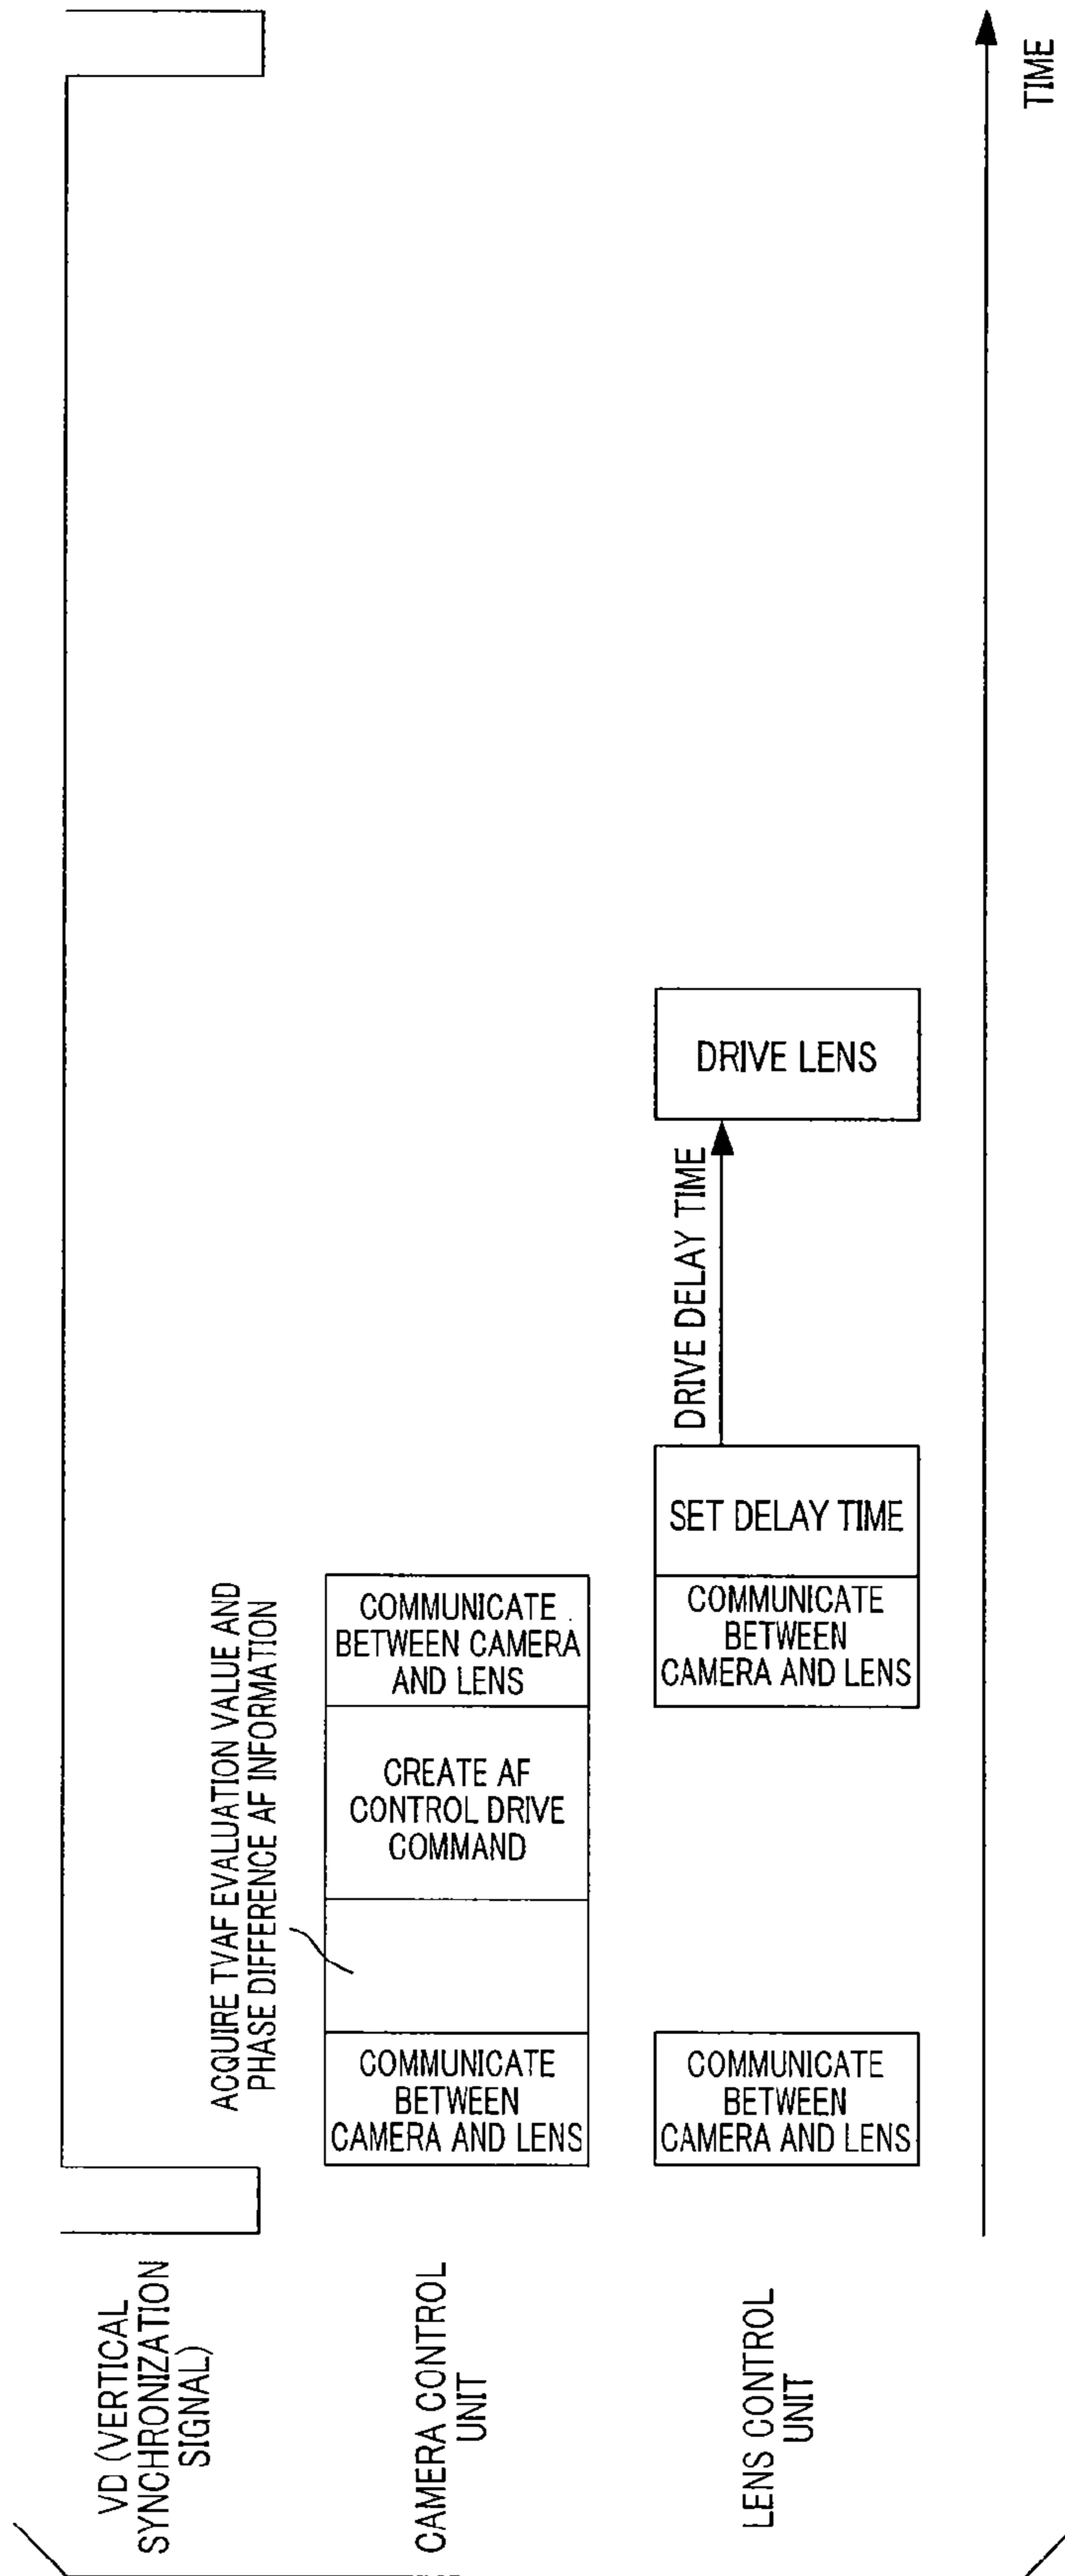 VD (VERTICAL
SYNCHRONIZATION
SIGNAL)
ACQUIRE TVAF EVALUATION VALUE AND
PHASE DIFFERENCE AF INFORMATION
CAMERA CONTROL
UNIT
COMMUNICATE
BETWEEN
CAMERA AND LENS
CREATE AF
CONTROL DRIVE
COMMAND
COMMUNICATE
BETWEEN CAMERA
AND LENS
LENS CONTROL
UNIT
COMMUNICATE
BETWEEN
CAMERA AND LENS
COMMUNICATE
BETWEEN
CAMERA AND LENS
SET DELAY TIME
DRIVE DELAY TIME
DRIVE LENS
TIME